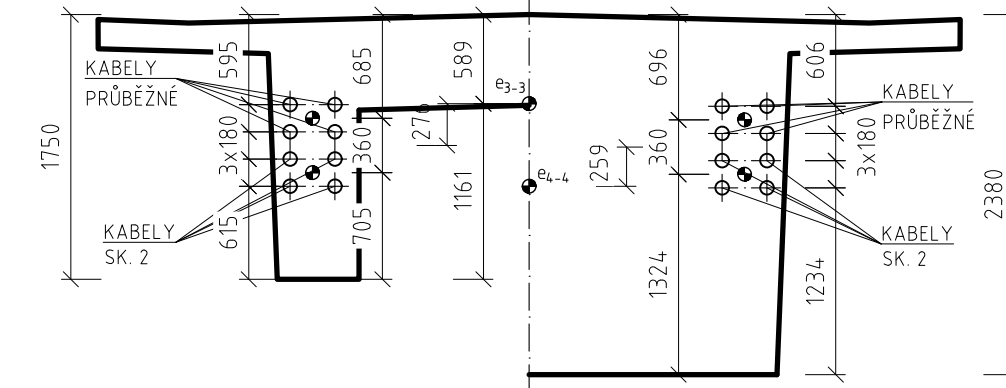 595
685
589
696
606
KABELY
PRŮBĚŽNÉ
e3-3
KABELY
PRŮBĚŽNÉ
1750
3x180
360
259
360
3x180
e4-4
1161
2380
KABELY
SK. 2
615
705
KABELY
SK. 2
1324
1234